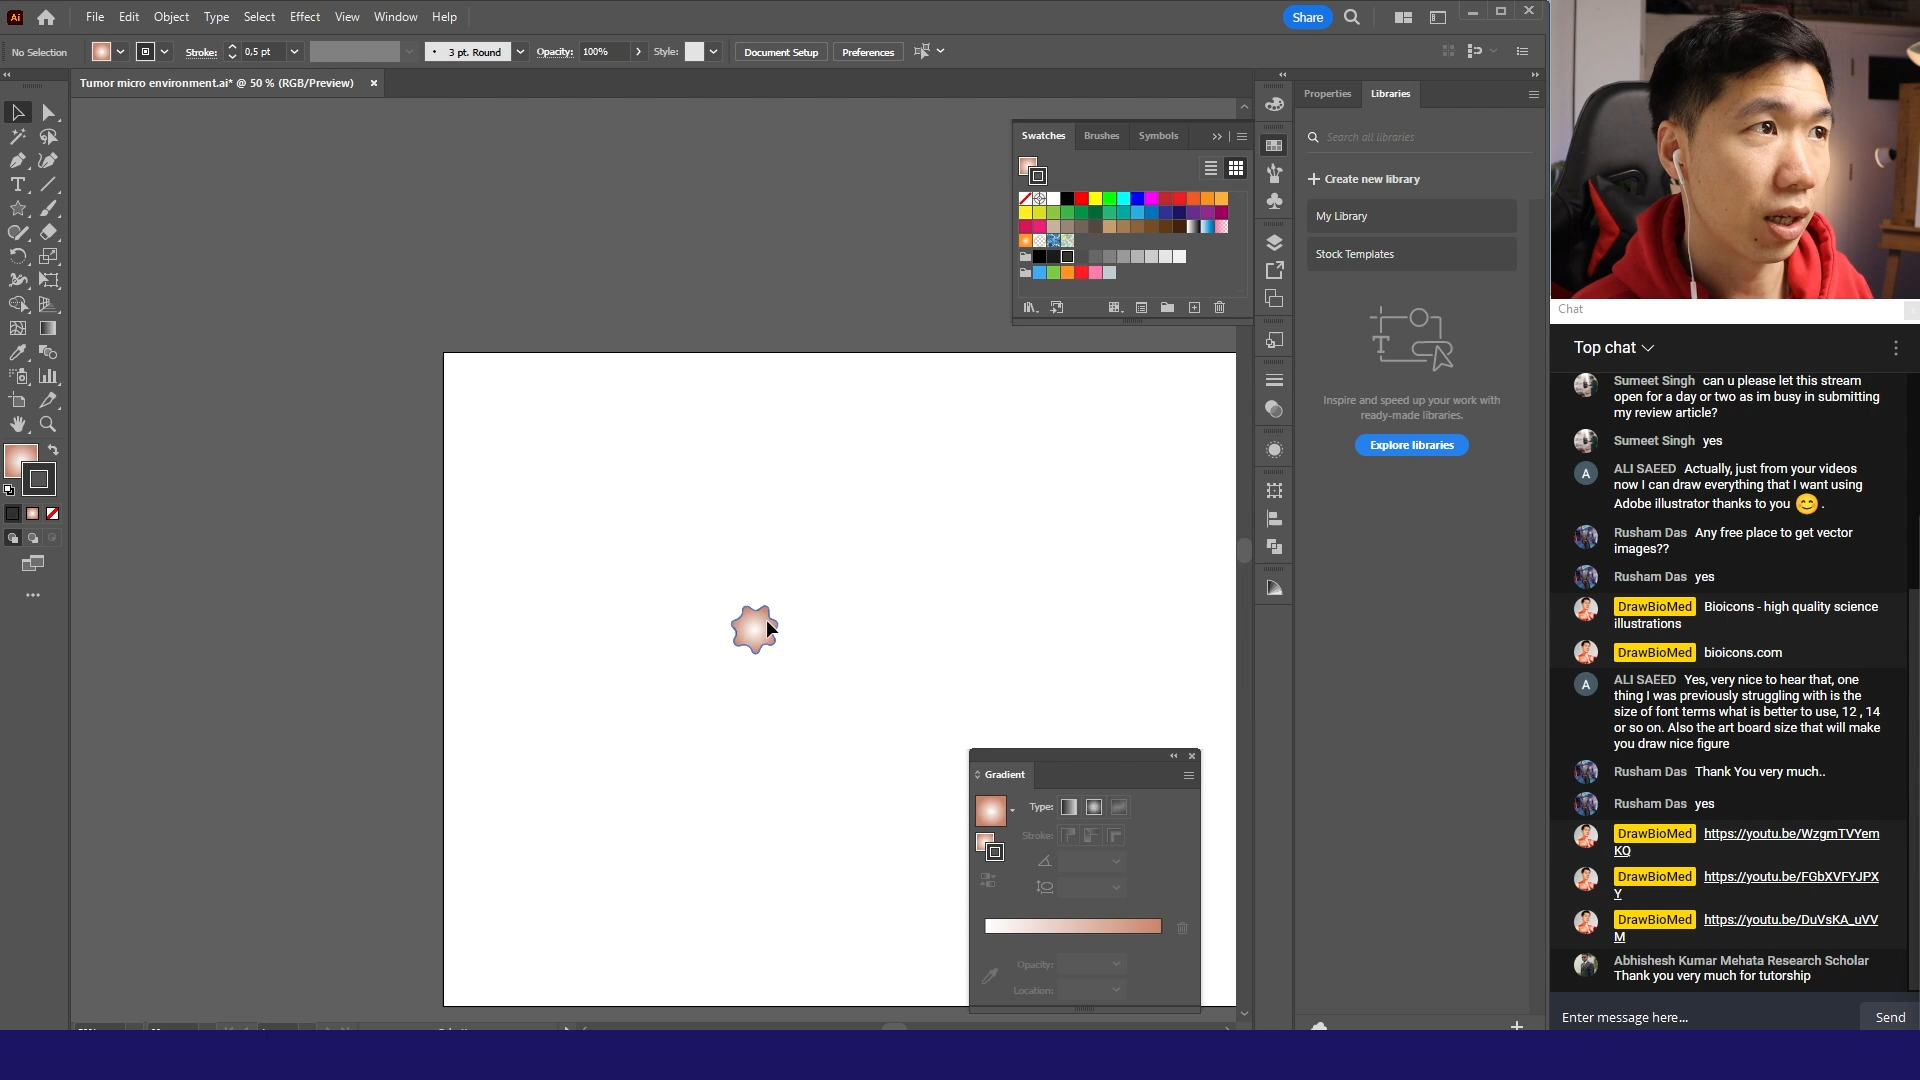 Ai
File Edit Object Type Select Effect View Window Help
Share
No Selection
Stroke:
0,5 pt
3 pt. Round
Opacity:
100%
Style:
Document Setup
Preferences
Tumor micro environment.ai* @ 50 % (RGB/Preview)
Swatches Brushes Symbols
Properties Libraries
Search all libraries
Create new library
My Library
Stock Templates
Inspire and speed up your work with
ready-made libraries.
Explore libraries
Gradient
Type:
Stroke:
Opacity:
Location:
Chat
Top chat
Sumeet Singh can u please let this stream
open for a day or two as im busy in submitting
my review article?
Sumeet Singh yes
A
ALI SAEED Actually, just from your videos
now I can draw everything that I want using
Adobe illustrator thanks to you 😊 .
Rusham Das Any free place to get vector
images??
Rusham Das yes
DrawBioMed Bioicons - high quality science
illustrations
DrawBioMed bioicons.com
A
ALI SAEED Yes, very nice to hear that, one
thing I was previously struggling with is the
size of font terms what is better to use, 12 , 14
or so on. Also the art board size that will make
you draw nice figure
Rusham Das Thank You very much..
Rusham Das yes
DrawBioMed https://youtu.be/WzgmTVYem
KQ
DrawBioMed https://youtu.be/FGbXVFYJPX
Y
DrawBioMed https://youtu.be/DuVsKA_uVV
M
Abhishesh Kumar Mehata Research Scholar
Thank you very much for tutorship
Enter message here...
Send